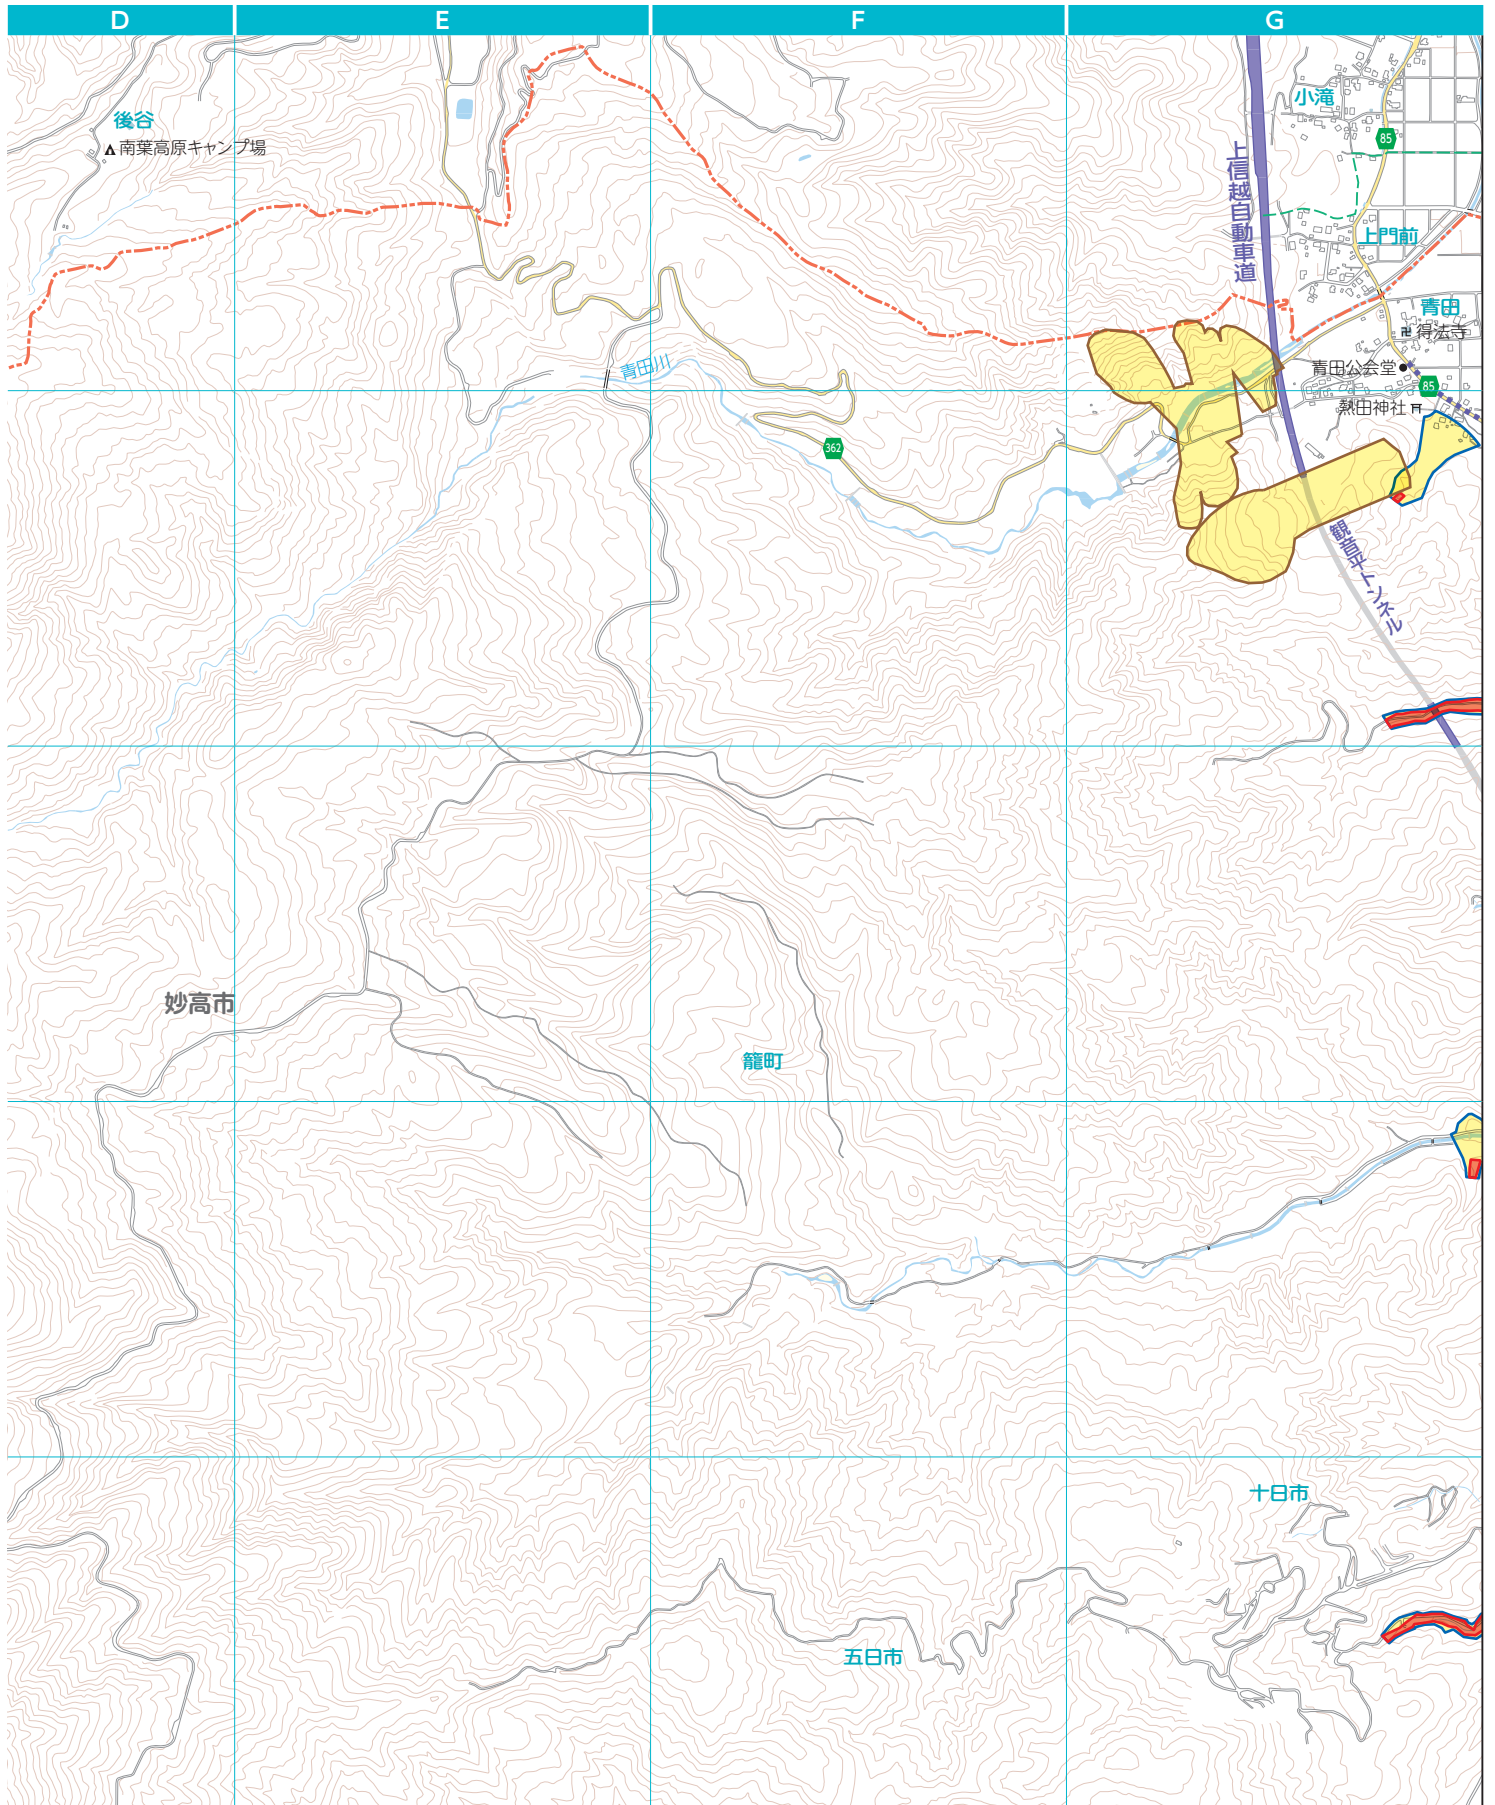 D
E
F
G
小滝
後谷
南葉高原キャンプ場
85
上信越自動車道
上門前
青田
得法寺
青田川
青田公会堂
85
熱田神社
362
観音平トンネル
妙高市
籠町
十日市
五日市